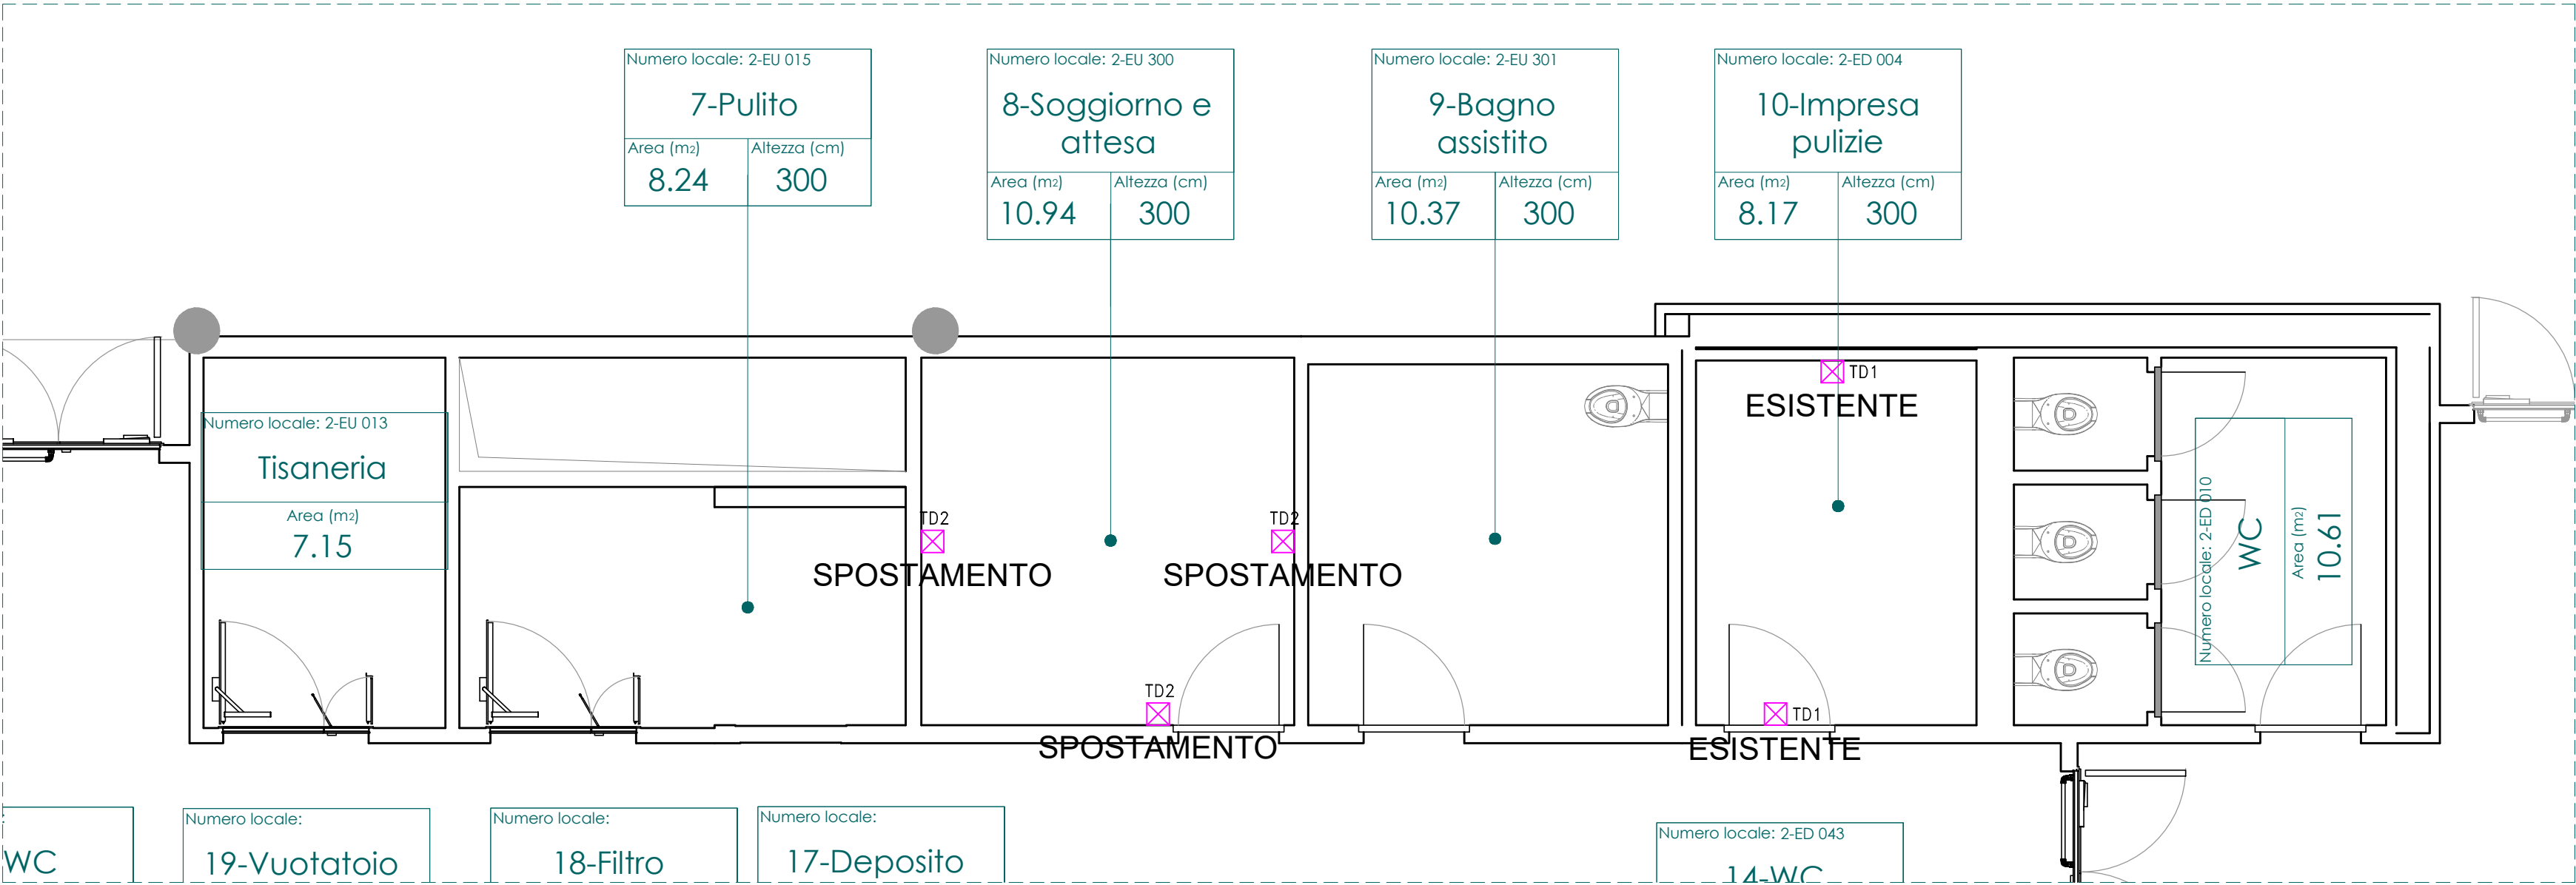 Numero locale: 2-EU 015
7-Pulito
Area (m2)
Altezza (cm)
8.24
300
Numero locale: 2-EU 300
8-Soggiorno e
attesa
Area (m2)
Altezza (cm)
10.94
300
Numero locale: 2-EU 301
9-Bagno
assistito
Area (m2)
Altezza (cm)
10.37
300
Numero locale: 2-ED 004
10-Impresa
pulizie
Area (m2)
Altezza (cm)
8.17
300
Numero locale: 2-EU 013
Tisaneria
Area (m2)
7.15
TD2
SPOSTAMENTO
TD2
SPOSTAMENTO
TD2
SPOSTAMENTO
TD1
ESISTENTE
TD1
ESISTENTE
Numero locale: 2-ED 010
WC
Area (m2)
10.61
WC
Numero locale:
19-Vuotatoio
Numero locale:
18-Filtro
Numero locale:
17-Deposito
Numero locale: 2-ED 043
14-WC